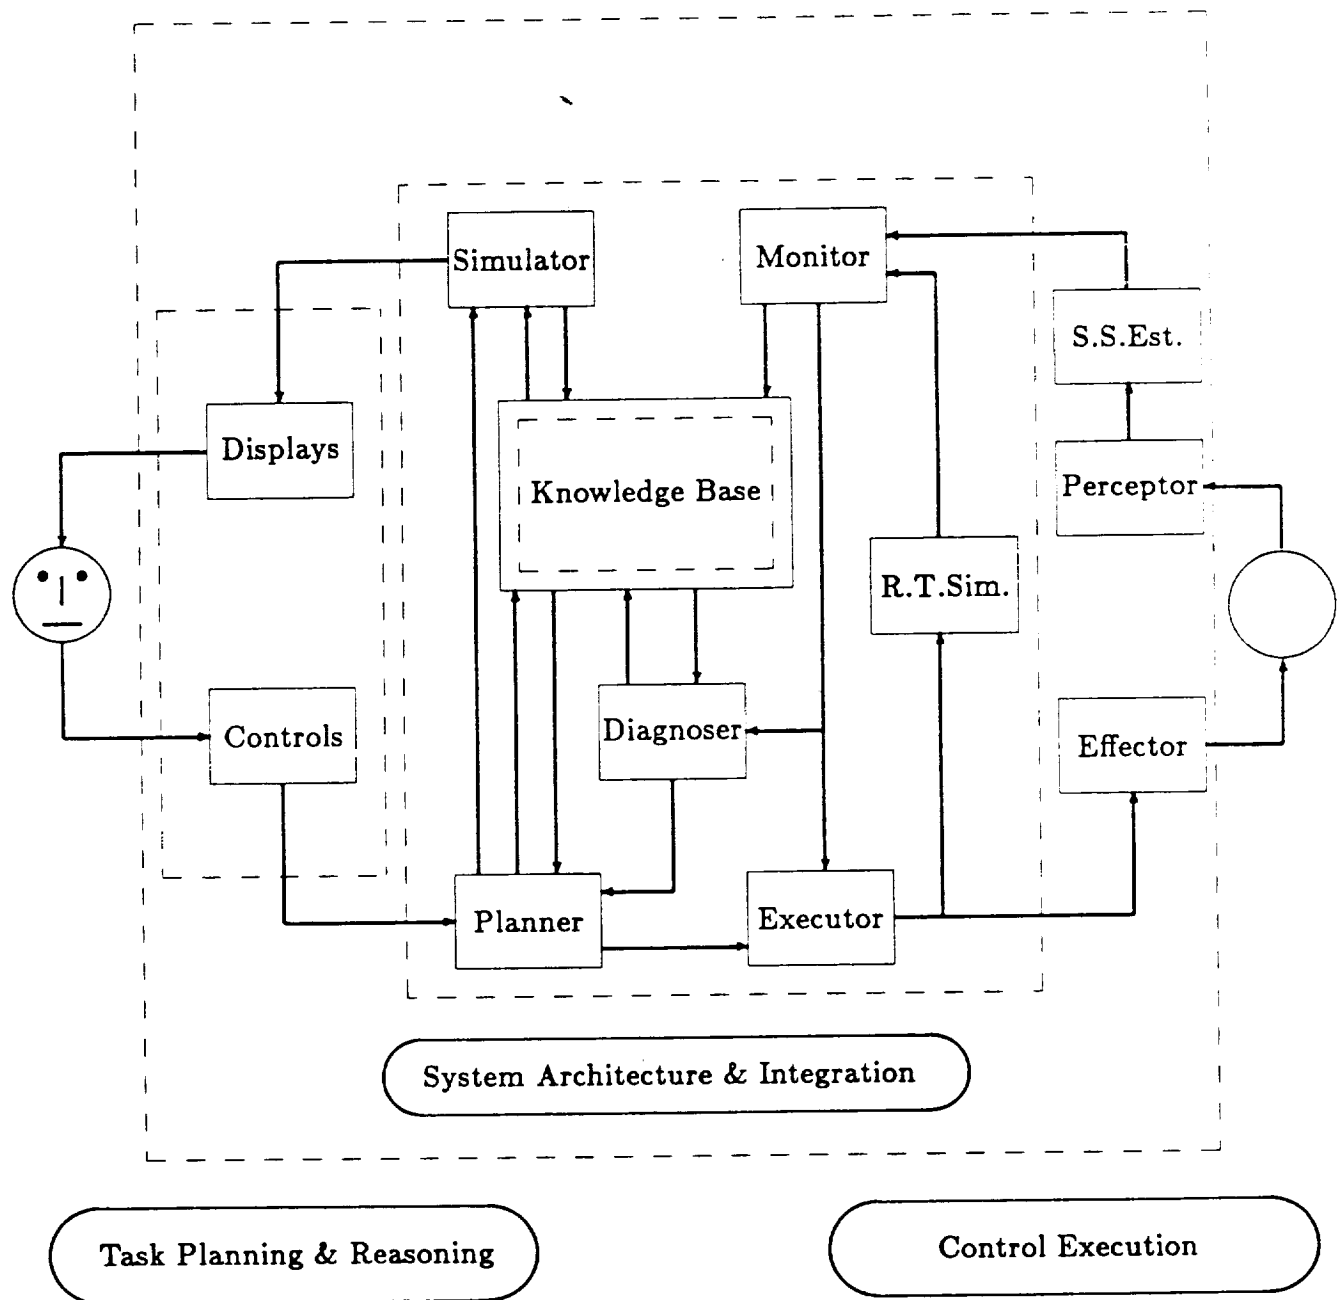 Simulator
Monitor
S.S.Est.
Displays
Knowledge Base
Perceptor
R.T.Sim.
Controls
Diagnoser
Effector
Planner
Executor
System Architecture & Integration
Task Planning & Reasoning
Control Execution